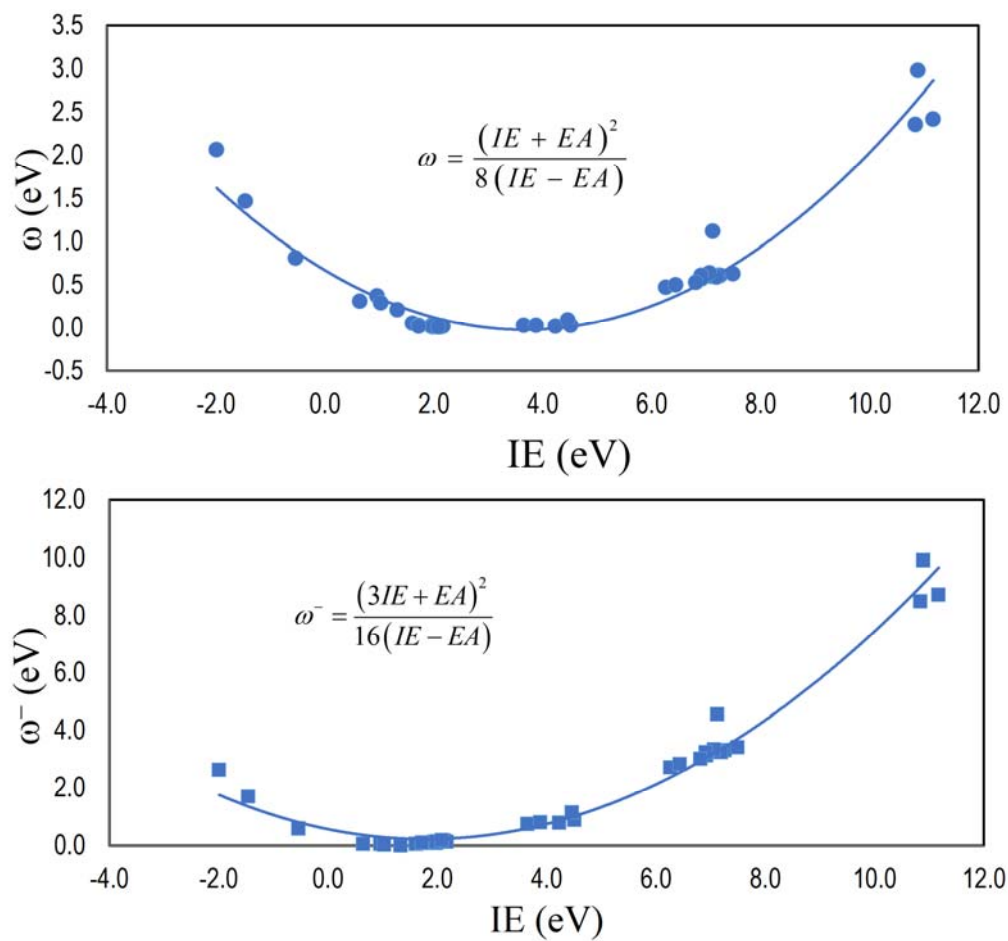 3.5
3.0
2.5
2.0
1.5
1.0
0.5
0.0
-0.5
ω (eV)
ω = (IE + EA)² / 8(IE − EA)
-4.0 -2.0 0.0 2.0 4.0 6.0 8.0 10.0 12.0
IE (eV)
12.0
10.0
8.0
6.0
4.0
2.0
0.0
ω⁻ (eV)
ω⁻ = (3IE + EA)² / 16(IE − EA)
-4.0 -2.0 0.0 2.0 4.0 6.0 8.0 10.0 12.0
IE (eV)